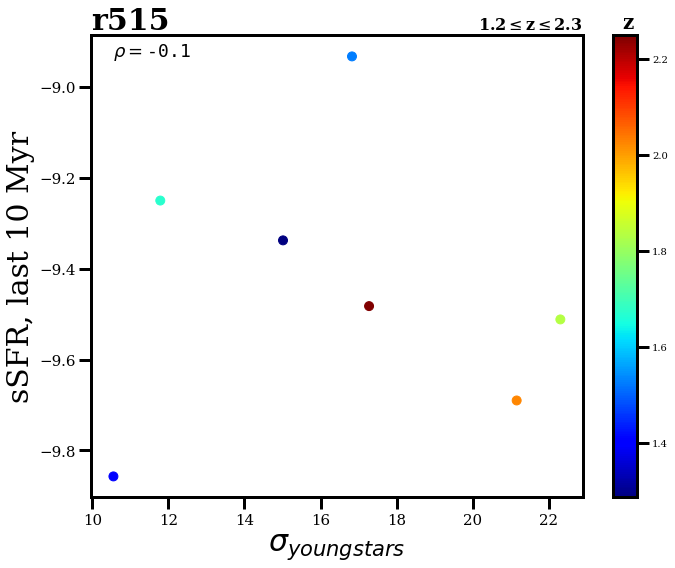 r515
1.2 ≤ z ≤ 2.3
z
ρ = -0.1
sSFR, last 10 Myr
−9.0
−9.2
−9.4
−9.6
−9.8
10 12 14 16 18 20 22
σyoungstars
2.2
2.0
1.8
1.6
1.4